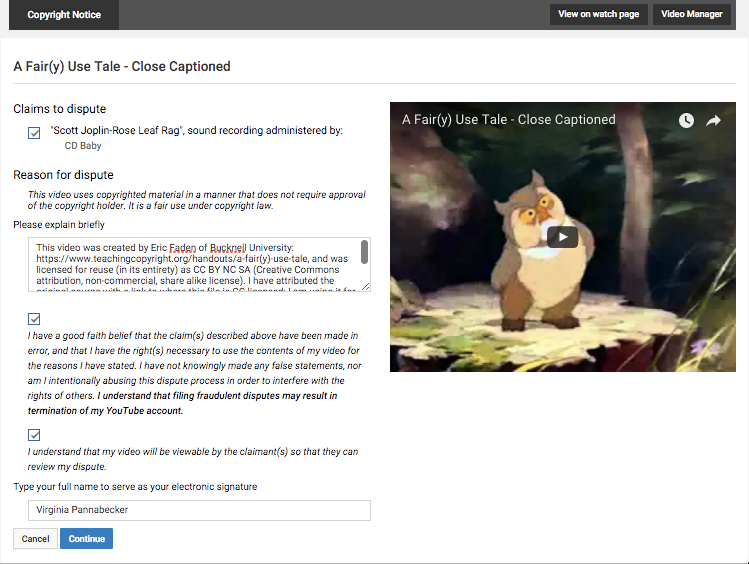 Copyright Notice
View on watch page
Video Manager
A Fair(y) Use Tale - Close Captioned
Claims to dispute
"Scott Joplin-Rose Leaf Rag", sound recording administered by:
CD Baby
Reason for dispute
This video uses copyrighted material in a manner that does not require approval
of the copyright holder. It is a fair use under copyright law.
Please explain briefly
This video was created by Eric Faden of Bucknell University:
https://www.teachingcopyright.org/handouts/a-fair(y)-use-tale, and was
licensed for reuse (in its entirety) as CC BY NC SA (Creative Commons
attribution, non-commercial, share alike license). I have attributed the
original source with a link to where this file is CC licensed; I am using it for
I have a good faith belief that the claim(s) described above have been made in
error, and that I have the right(s) necessary to use the contents of my video for
the reasons I have stated. I have not knowingly made any false statements, nor
am I intentionally abusing this dispute process in order to interfere with the
rights of others. I understand that filing fraudulent disputes may result in
termination of my YouTube account.
I understand that my video will be viewable by the claimant(s) so that they can
review my dispute.
Type your full name to serve as your electronic signature
Virginia Pannabecker
Cancel
Continue
A Fair(y) Use Tale - Close Captioned